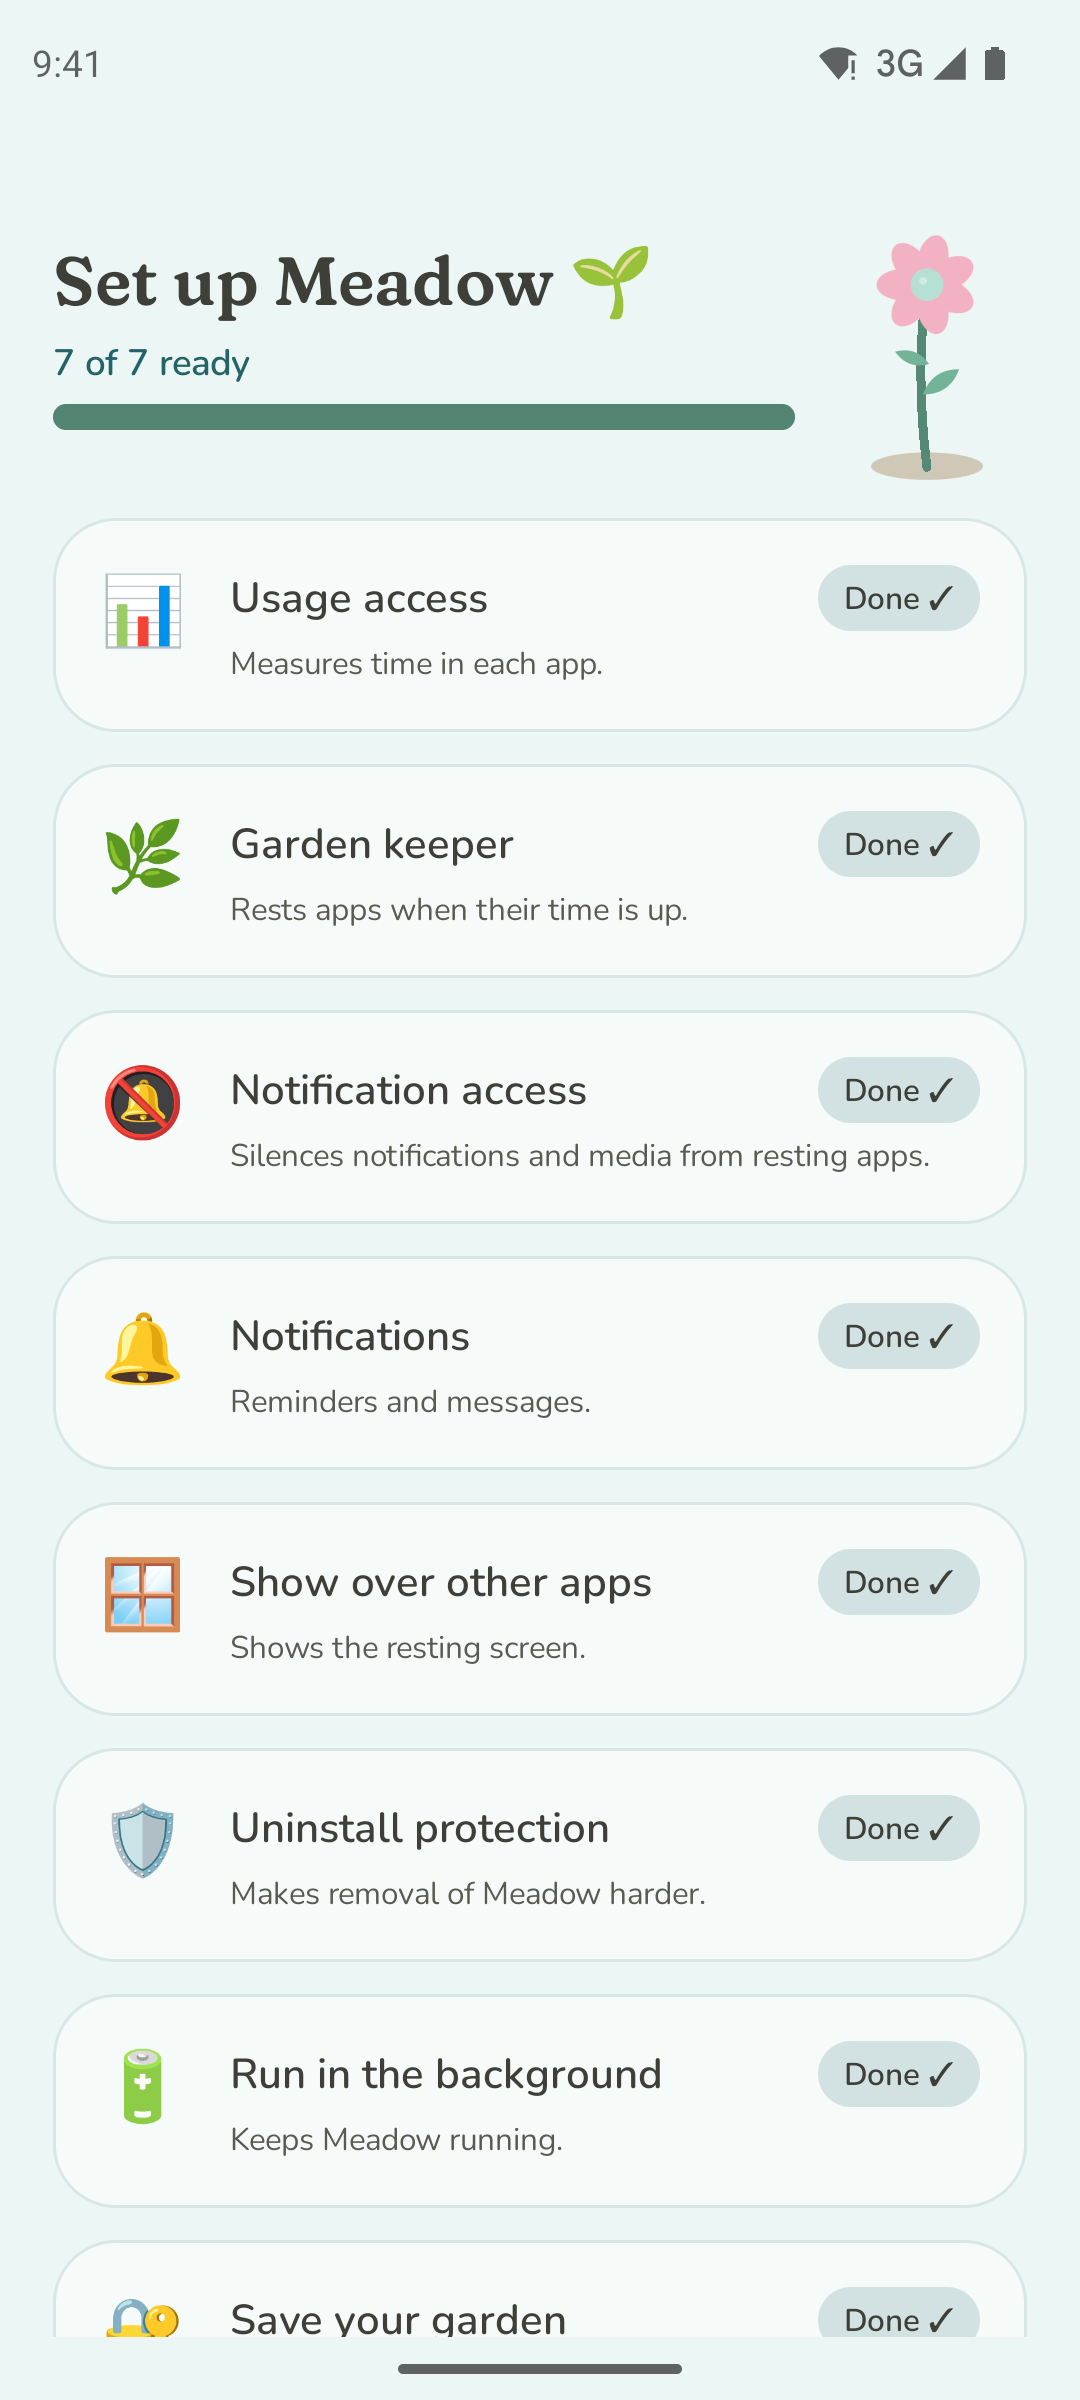 9:41
3G
Set up Meadow
7 of 7 ready
Usage access
Done ✓
Measures time in each app.
Garden keeper
Done ✓
Rests apps when their time is up.
Notification access
Done ✓
Silences notifications and media from resting apps.
Notifications
Done ✓
Reminders and messages.
Show over other apps
Done ✓
Shows the resting screen.
Uninstall protection
Done ✓
Makes removal of Meadow harder.
Run in the background
Done ✓
Keeps Meadow running.
Save your garden
Done ✓